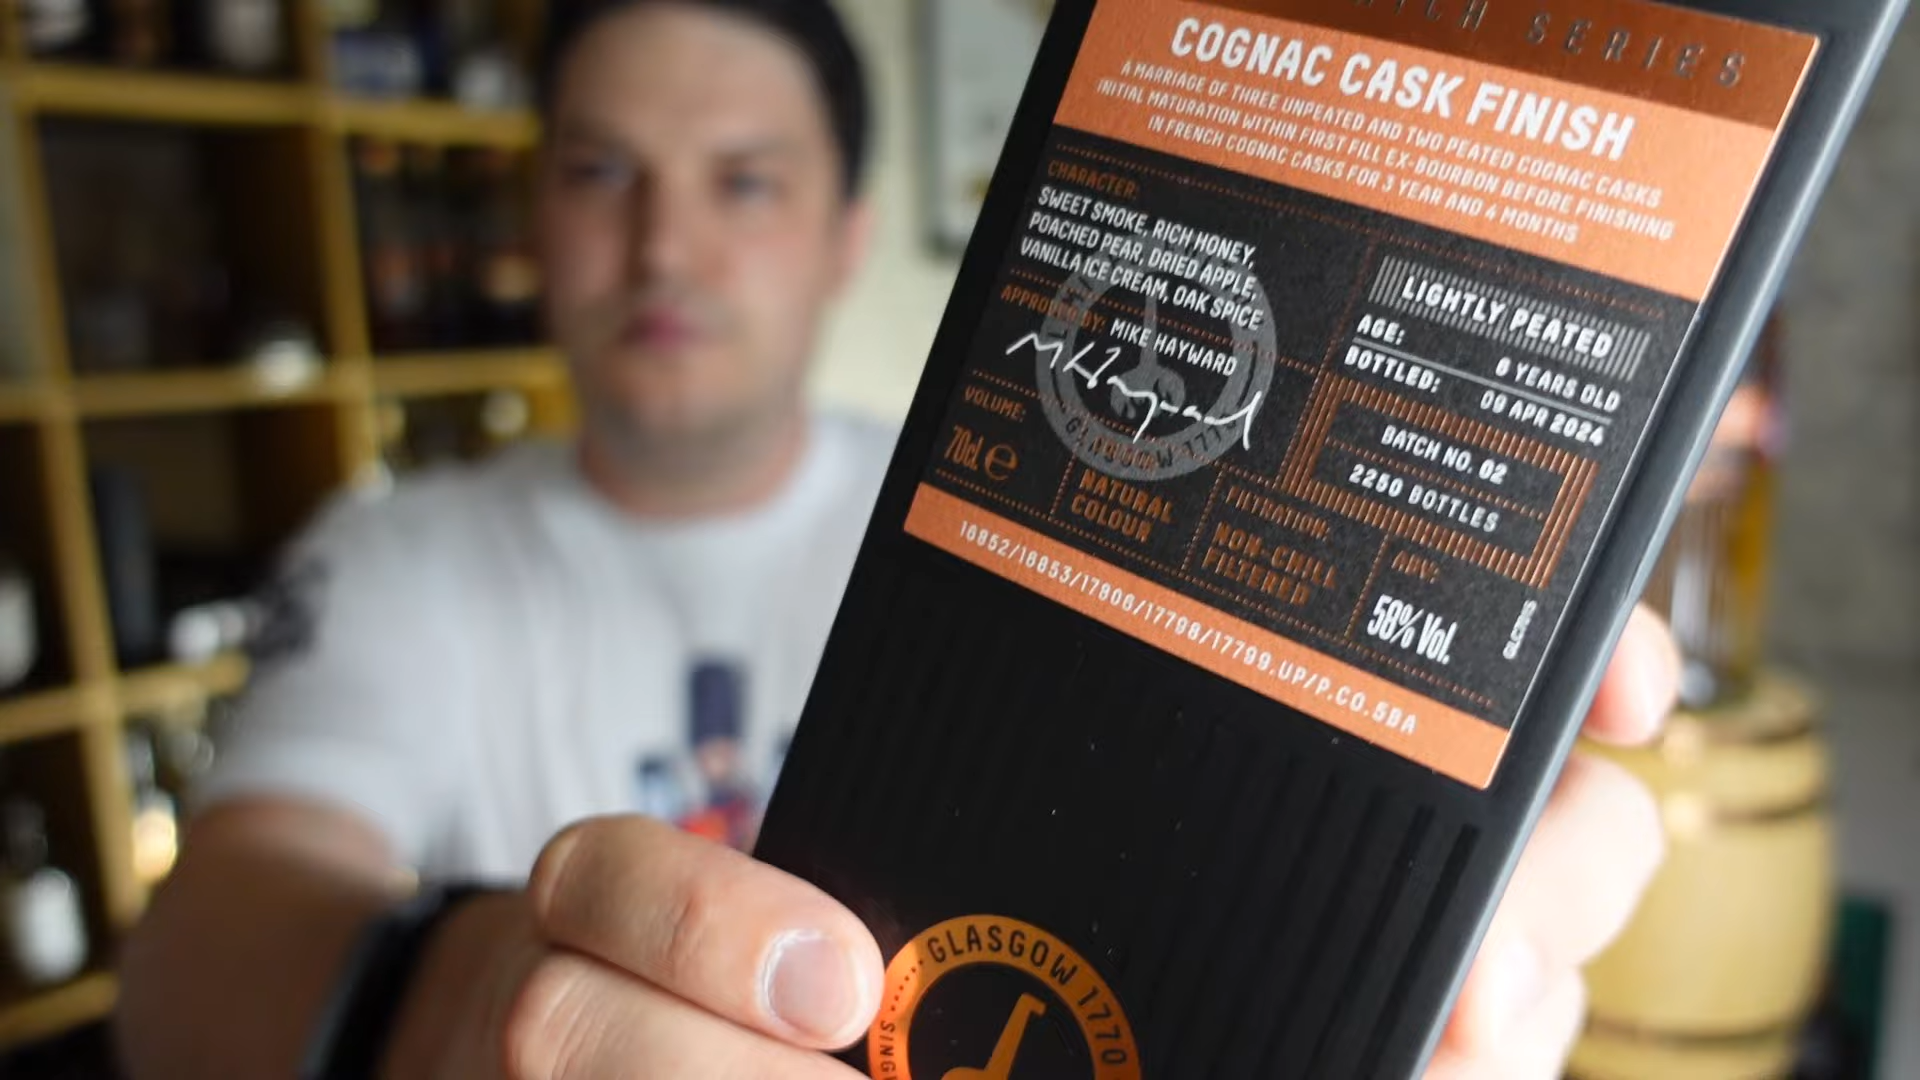 SERIES
COGNAC CASK FINISH
A MARRIAGE OF THREE UNPEATED AND TWO PEATED COGNAC CASKS
INITIAL MATURATION WITHIN FIRST FILL EX-BOURBON BEFORE FINISHING
IN FRENCH COGNAC CASKS FOR 3 YEAR AND 4 MONTHS
CHARACTER:
SWEET SMOKE, RICH HONEY,
POACHED PEAR, DRIED APPLE,
VANILLA ICE CREAM, OAK SPICE
APPROVED BY: MIKE HAYWARD
MHayward
GLASGOW 1770
VOLUME:
70cl e
NATURAL
COLOUR
FILTRATION:
NON-CHILL
FILTERED
LIGHTLY PEATED
AGE: 6 YEARS OLD
BOTTLED: 09 APR 2024
BATCH NO. 02
2250 BOTTLES
ABV:
58% Vol.
16852/16853/17806/17798/17799.UP/P.CO.5BA
GLASGOW 1770